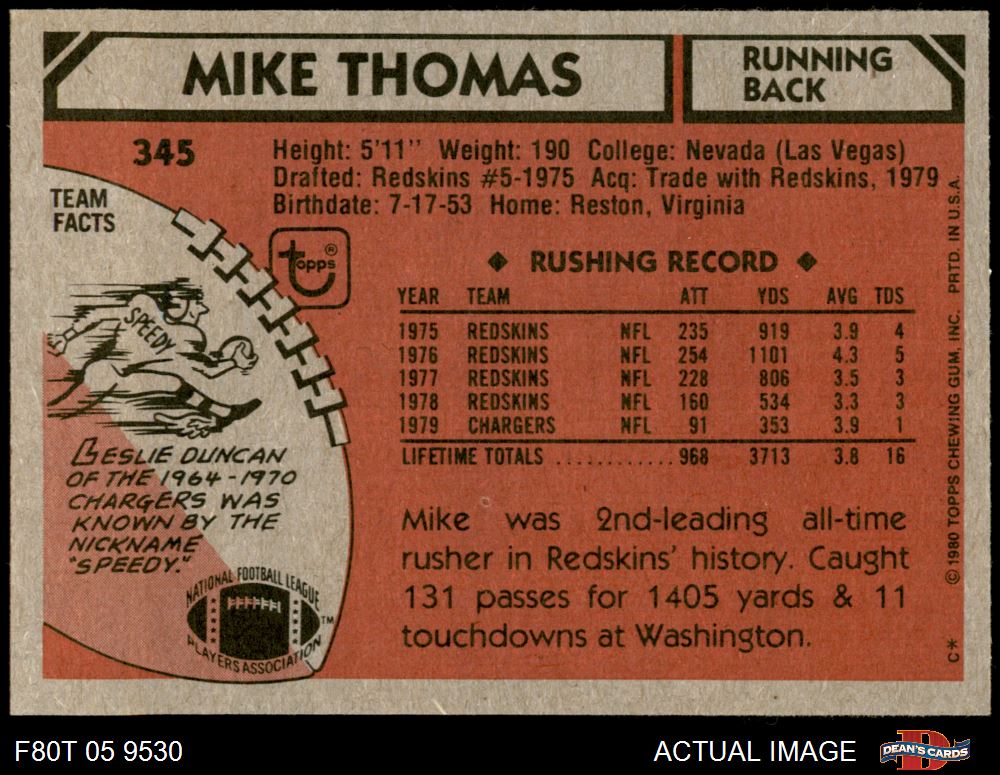 MIKE THOMAS
RUNNING
BACK
345
Height: 5'11" Weight: 190 College: Nevada (Las Vegas)
Drafted: Redskins #5-1975 Acq: Trade with Redskins, 1979
Birthdate: 7-17-53 Home: Reston, Virginia
TEAM
FACTS
topps ®
SPEEDY
LESLIE DUNCAN
OF THE 1964-1970
CHARGERS WAS
KNOWN BY THE
NICKNAME
"SPEEDY."
NATIONAL FOOTBALL LEAGUE
PLAYERS ASSOCIATION
TM
◆ RUSHING RECORD ◆
YEAR TEAM ATT YDS AVG TDS
1975 REDSKINS NFL 235 919 3.9 4
1976 REDSKINS NFL 254 1101 4.3 5
1977 REDSKINS NFL 228 806 3.5 3
1978 REDSKINS NFL 160 534 3.3 3
1979 CHARGERS NFL 91 353 3.9 1
LIFETIME TOTALS ............ 968 3713 3.8 16
Mike was 2nd-leading all-time
rusher in Redskins' history. Caught
131 passes for 1405 yards & 11
touchdowns at Washington.
C* © 1980 TOPPS CHEWING GUM, INC. PRTD. IN U.S.A.
F80T 05 9530
ACTUAL IMAGE
D
DEAN'S CARDS